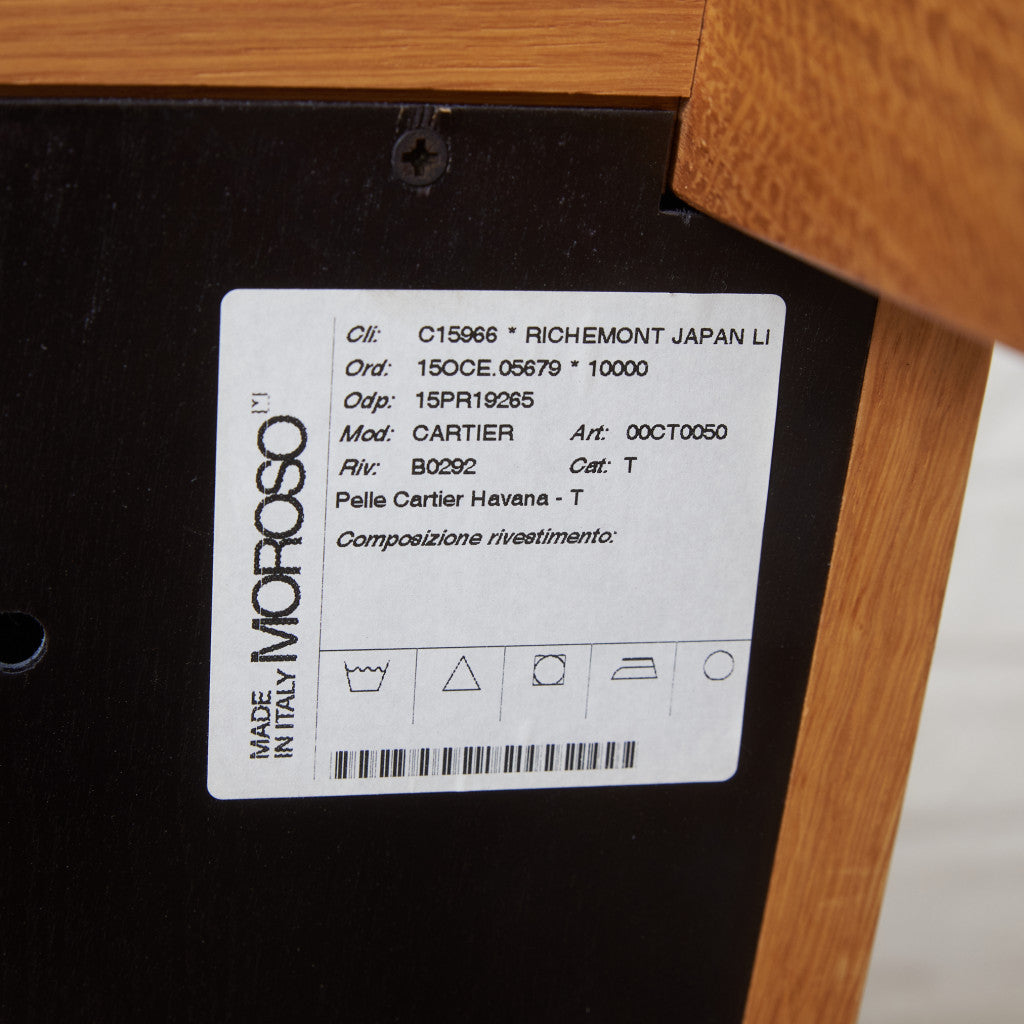 Cli: C15966 * RICHEMONT JAPAN LI
Ord: 15OCE.05679 * 10000
Odp: 15PR19265
Mod: CARTIER Art: 00CT0050
Riv: B0292 Cat: T
Pelle Cartier Havana - T
Composizione rivestimento:
MADE
IN ITALY MOROSO